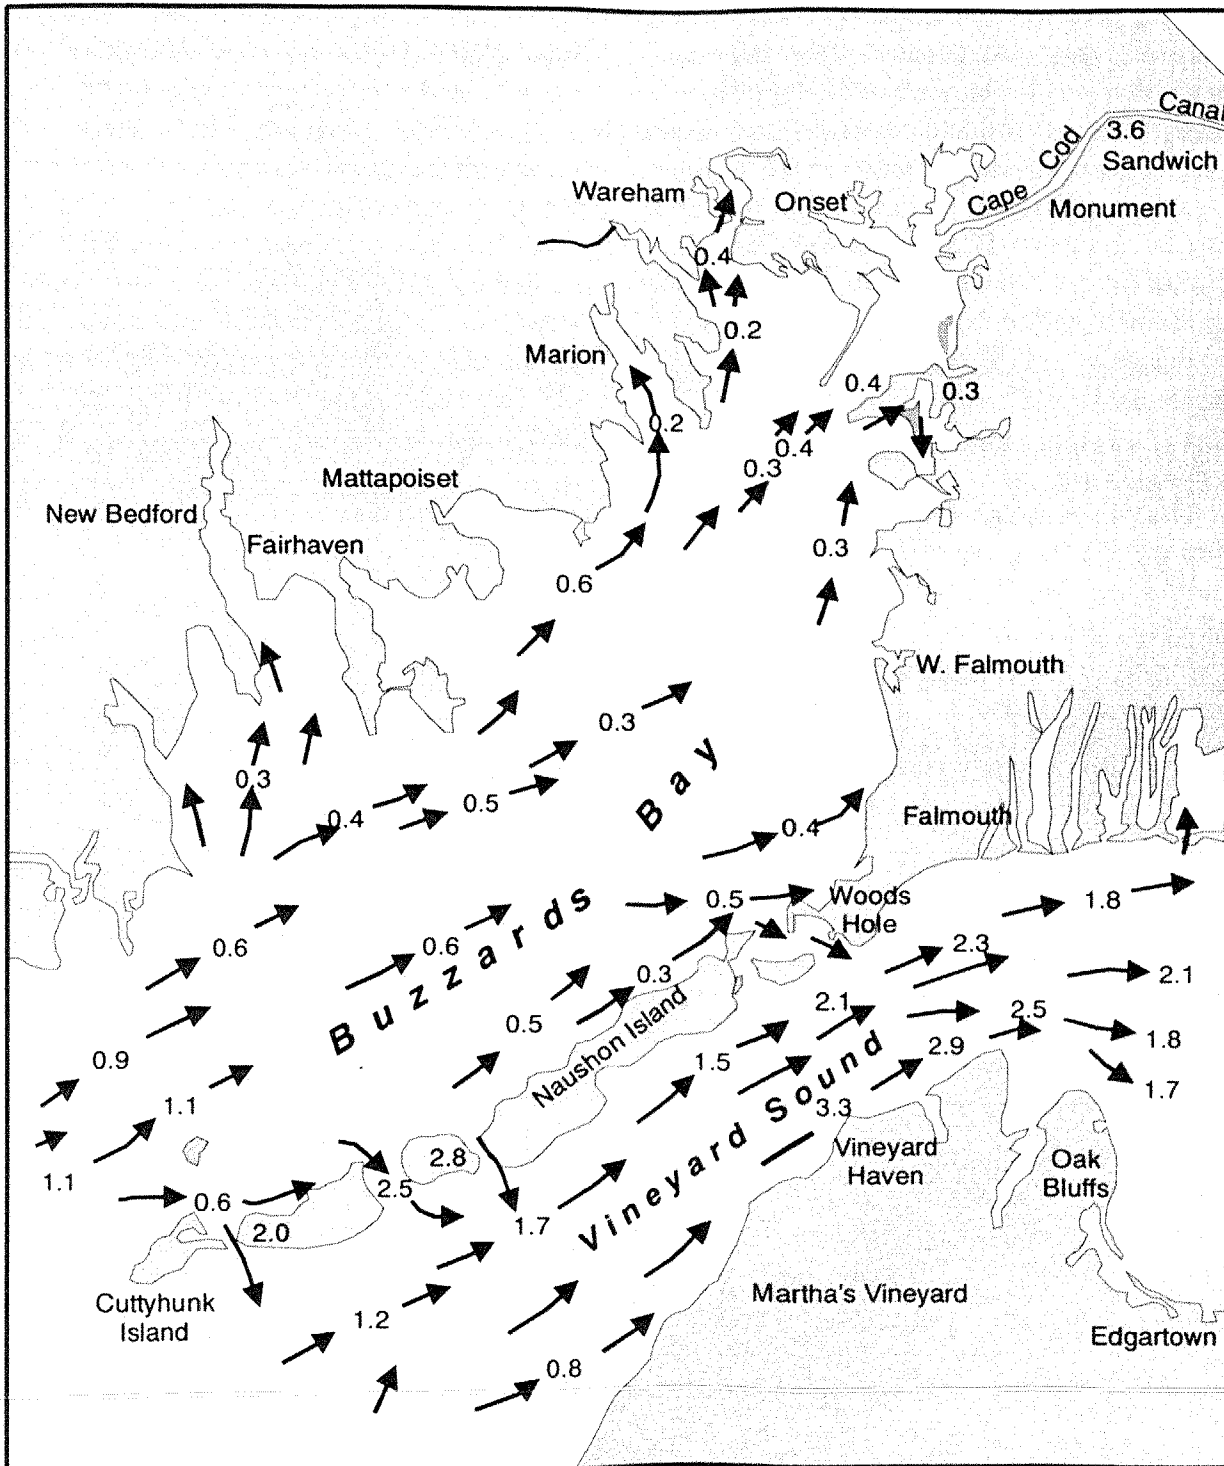 Canal
3.6
Cod
Sandwich
Cape
Monument
Wareham
Onset
0.4
0.2
Marion
0.4
0.3
0.2
0.4
0.3
Mattapoiset
New Bedford
Fairhaven
0.3
0.6
W. Falmouth
0.3
Bay
0.3
0.5
0.4
0.4
Falmouth
Buzzards
0.5
Woods
Hole
1.8
0.6
0.6
2.3
0.3
2.1
2.1
0.5
Naushon Island
2.5
1.8
0.9
1.5
2.9
1.7
1.1
Vineyard Sound
3.3
Vineyard
Haven
Oak
Bluffs
2.8
1.1
2.5
0.6
2.0
1.7
Cuttyhunk
Island
1.2
Martha's Vineyard
Edgartown
0.8